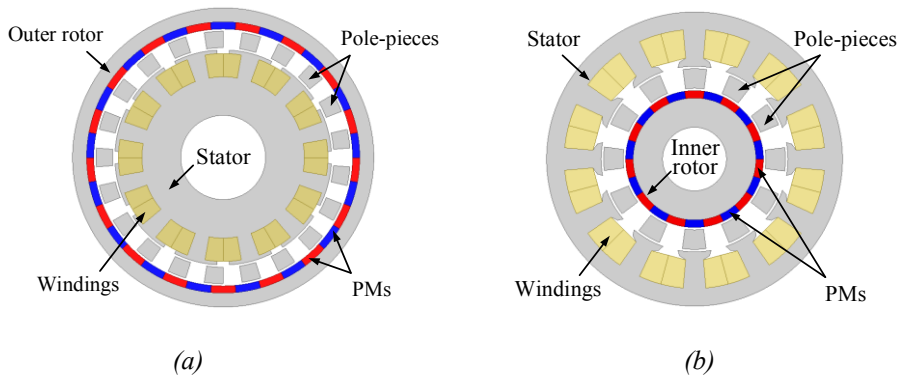 Outer rotor
Pole-pieces
Stator
Windings
PMs
(a)
Stator
Pole-pieces
Inner
rotor
Windings
PMs
(b)